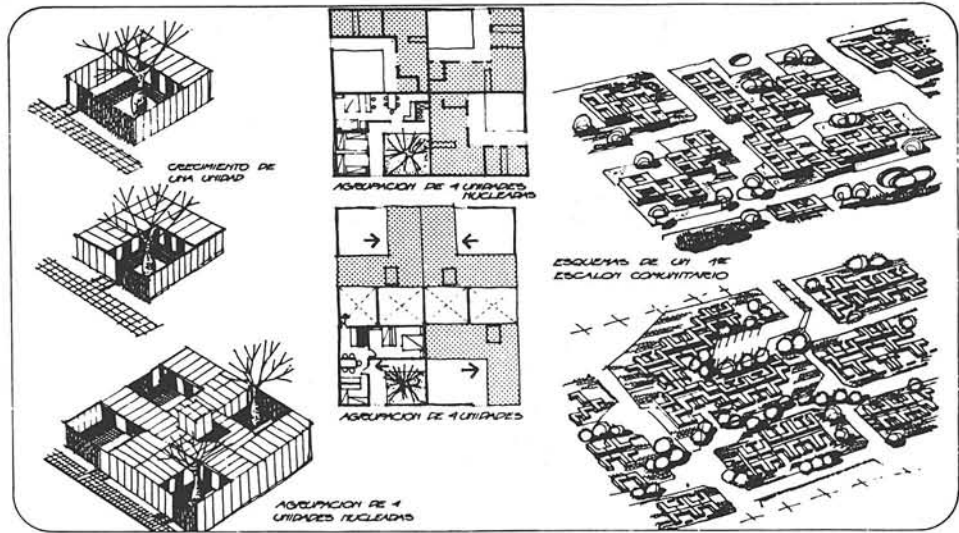 CRECIMIENTO DE
UNA UNIDAD
AGRUPACION DE 4
UNIDADES NUCLEADAS
AGRUPACION DE 4 UNIDADES
NUCLEADAS
AGRUPACION DE 4 UNIDADES
ESQUEMAS DE UN 1ER
ESCALON COMUNITARIO